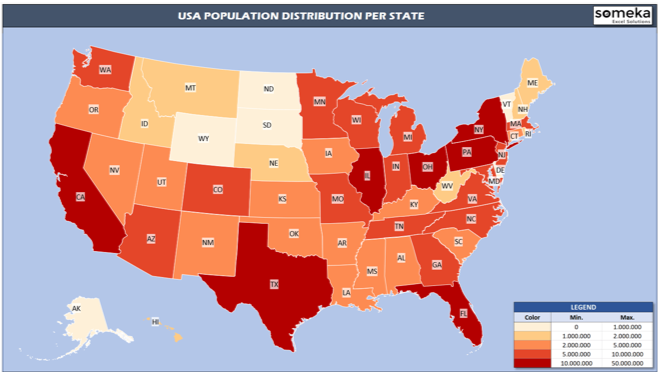 USA POPULATION DISTRIBUTION PER STATE
someka
Excel Solutions
WA
MT
ND
ME
MN
VT
NH
OR
ID
SD
WI
MI
NY
MA
CT
RI
WY
IA
PA
NJ
NE
IL
IN
OH
DE
MD
NV
UT
CO
KS
MO
WV
VA
CA
KY
NC
AZ
NM
OK
AR
TN
SC
MS
AL
GA
TX
LA
AK
HI
FL
LEGEND
Color Min. Max.
0 1.000.000
1.000.000 2.000.000
2.000.000 5.000.000
5.000.000 10.000.000
10.000.000 50.000.000